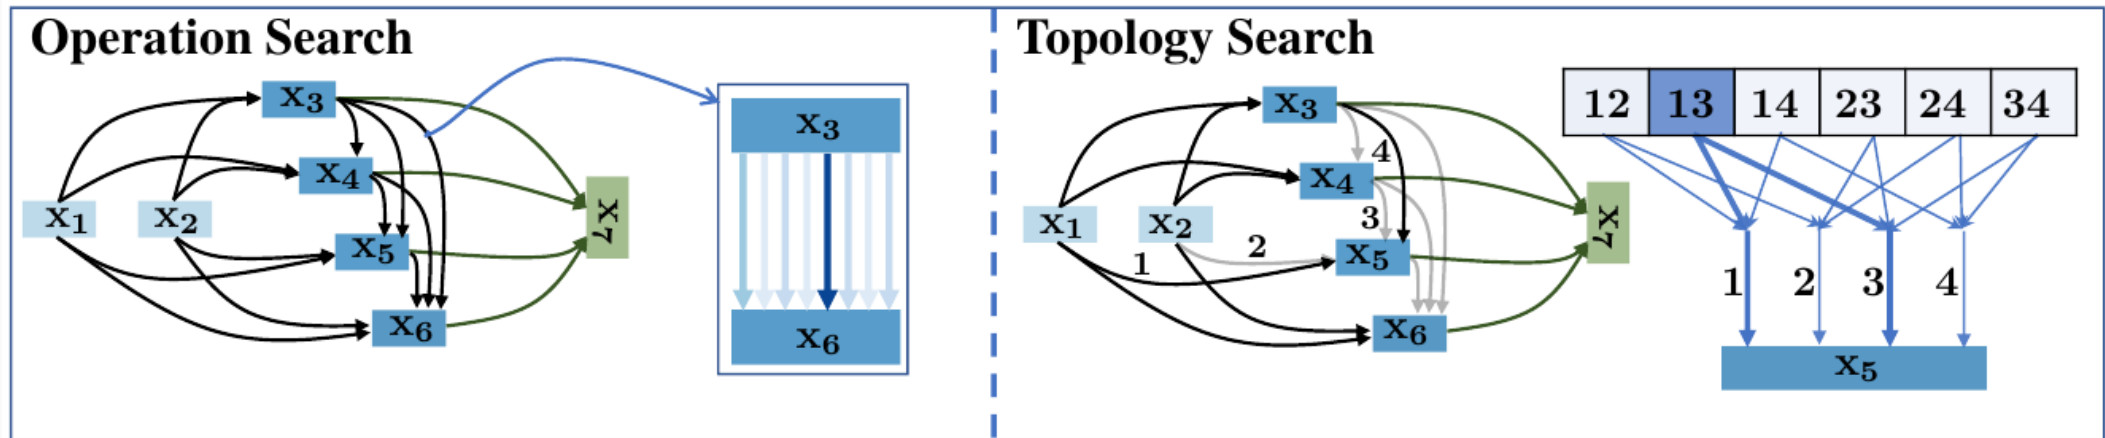 Operation Search
x3
x4
x1 x2
x5
x6
x7
x3
x6
Topology Search
x3
4
x4
x1 x2
3
2
1
x5
x6
x7
12 13 14 23 24 34
1 2 3 4
x5